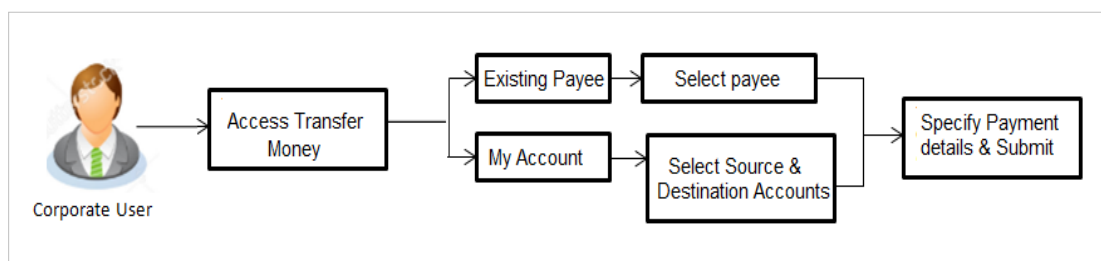 Corporate User
Access Transfer
Money
Existing Payee
Select payee
My Account
Select Source &
Destination Accounts
Specify Payment
details & Submit